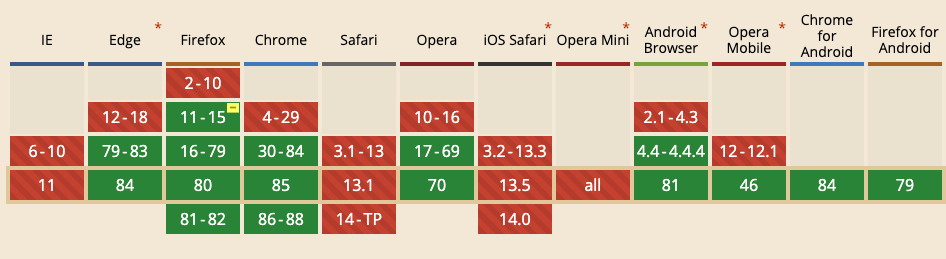 IE Edge * Firefox Chrome Safari Opera iOS Safari * Opera Mini Android Browser * Opera Mobile * Chrome for Android Firefox for Android
2-10
12-18 11-15 4-29 10-16 2.1-4.3
6-10 79-83 16-79 30-84 3.1-13 17-69 3.2-13.3 4.4-4.4.4 12-12.1
11 84 80 85 13.1 70 13.5 all 81 46 84 79
81-82 86-88 14-TP 14.0